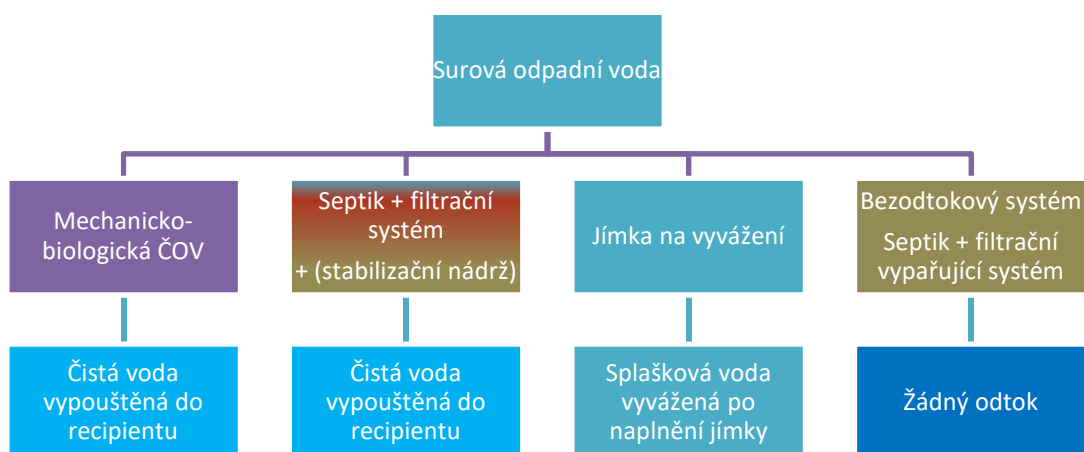 Surová odpadní voda
Mechanicko-
biologická ČOV
Septik + filtrační
systém
+ (stabilizační nádrž)
Jímka na vyvážení
Bezodtokový systém
Septik + filtrační
vypařující systém
Čistá voda
vypouštěná do
recipientu
Čistá voda
vypouštěná do
recipientu
Splašková voda
vyvážená po
naplnění jímky
Žádný odtok